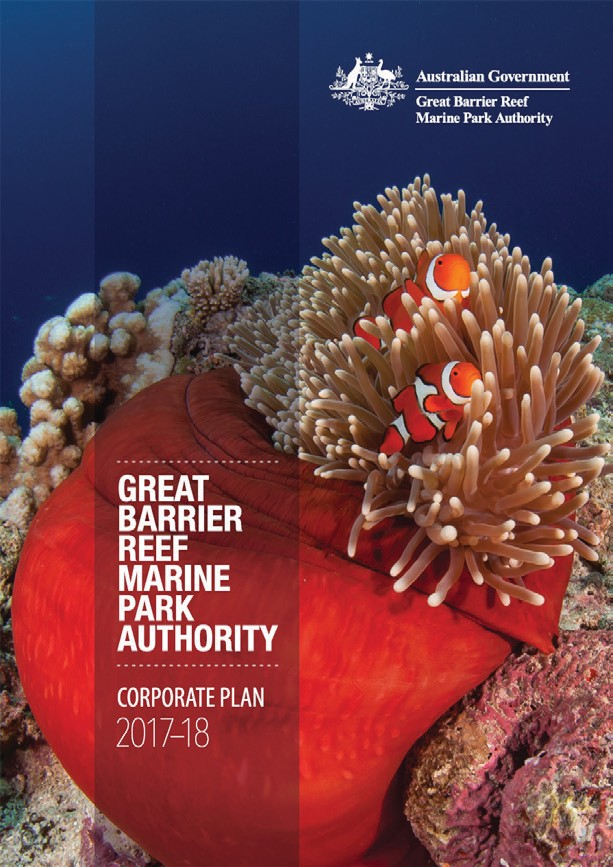 Australian Government
Great Barrier Reef
Marine Park Authority
GREAT
BARRIER
REEF
MARINE
PARK
AUTHORITY
CORPORATE PLAN
2017–18